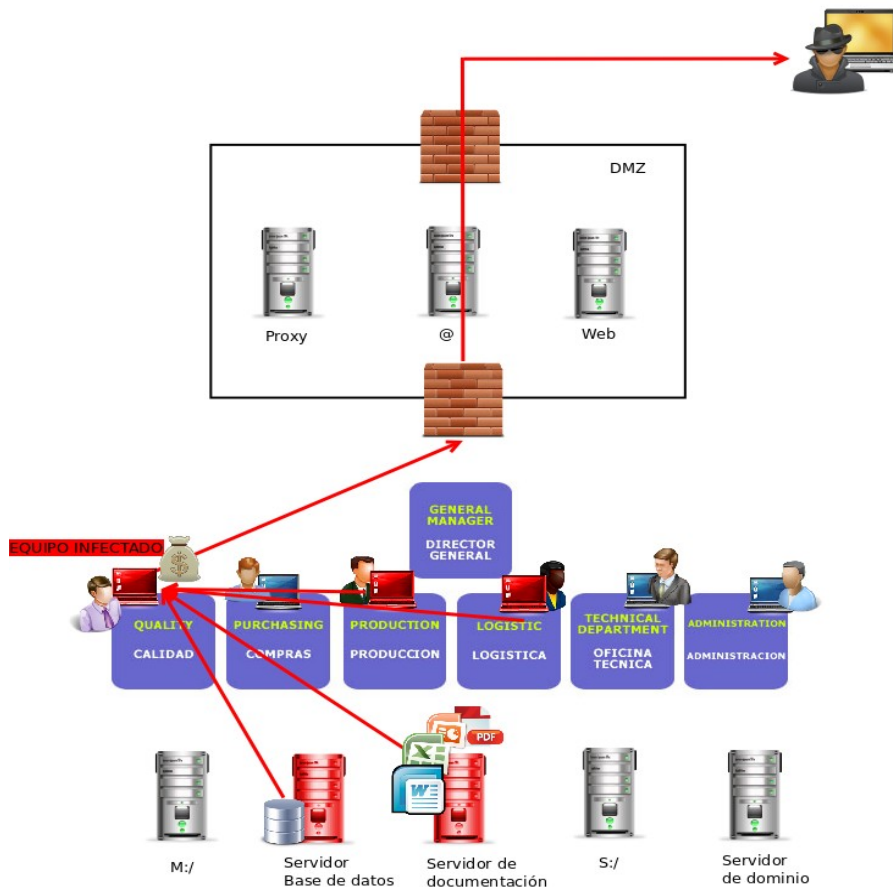 DMZ
Proxy
@
Web
GENERAL
MANAGER
DIRECTOR
GENERAL
EQUIPO INFECTADO
QUALITY
CALIDAD
PURCHASING
COMPRAS
PRODUCTION
PRODUCCION
LOGISTIC
LOGISTICA
TECHNICAL
DEPARTMENT
OFICINA
TECNICA
ADMINISTRATION
ADMINISTRACION
PDF
M:/
Servidor
Base de datos
Servidor de
documentación
S:/
Servidor
de dominio